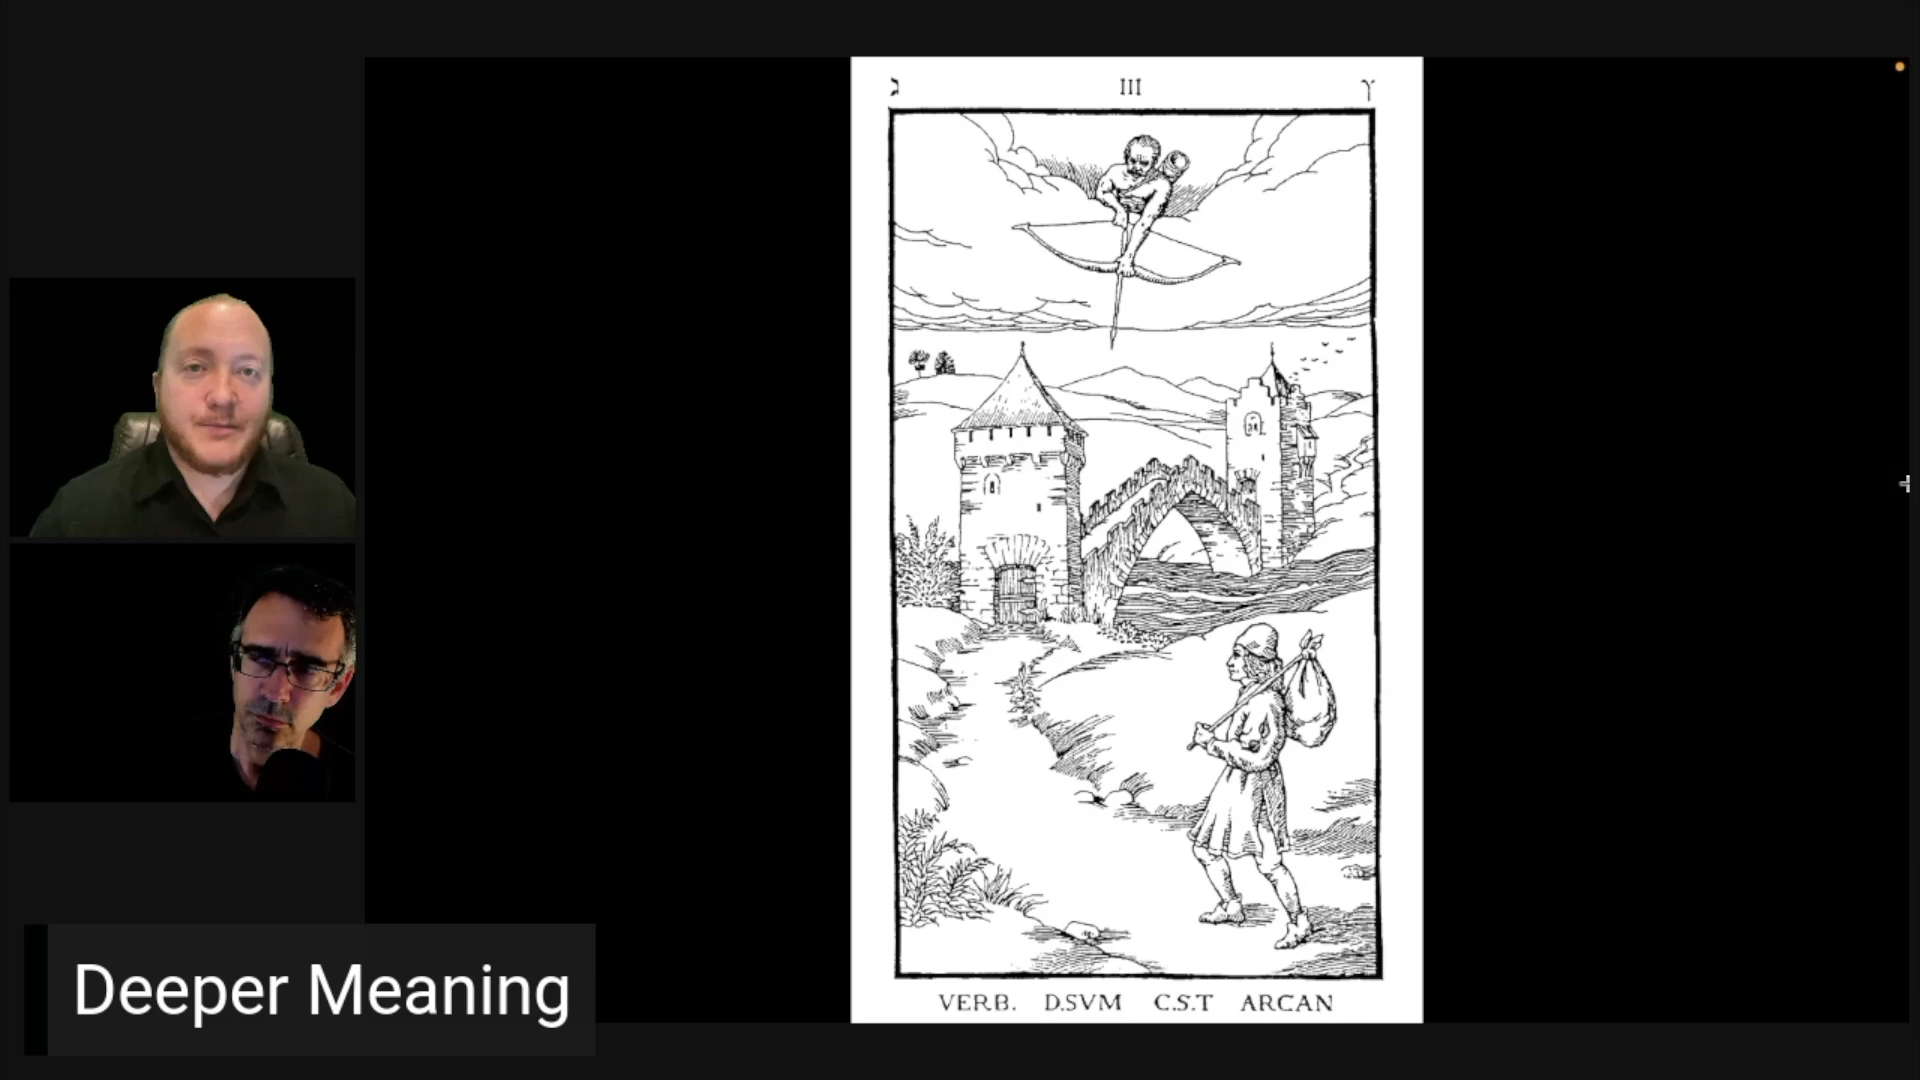 ג III ץ
VERB. D.SVM C.S.T ARCAN
Deeper Meaning